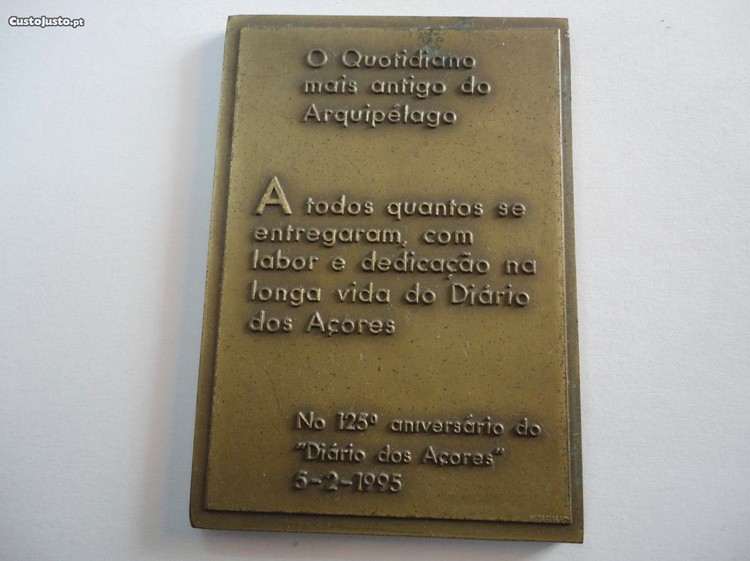 CustoJusto.pt
O Quotidiano
mais antigo do
Arquipélago
A todos quantos se
entregaram, com
labor e dedicação na
longa vida do Diário
dos Açores
No 125º aniversário do
"Diário dos Açores"
5-2-1995